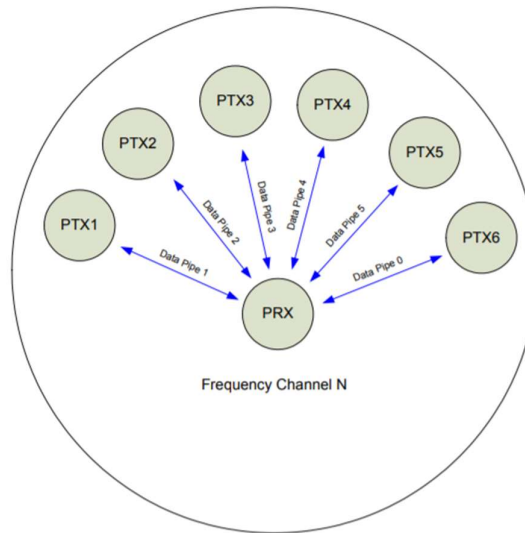 PTX3
PTX4
PTX2
PTX5
PTX1
PTX6
Data Pipe 1
Data Pipe 2
Data Pipe 3
Data Pipe 4
Data Pipe 5
Data Pipe 0
PRX
Frequency Channel N